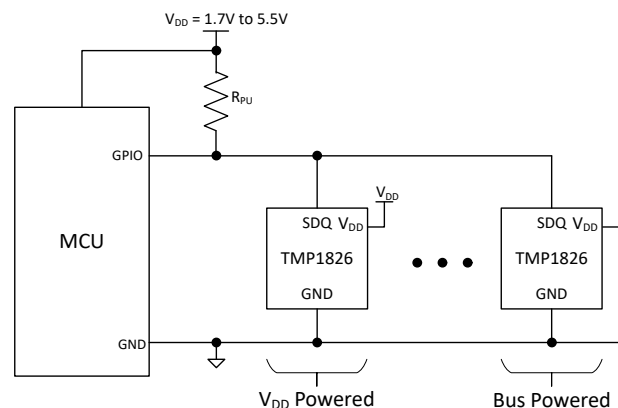 V_DD = 1.7V to 5.5V
R_PU
GPIO
V_DD
SDQ V_DD
SDQ V_DD
MCU
TMP1826
TMP1826
GND
GND
GND
V_DD Powered
Bus Powered